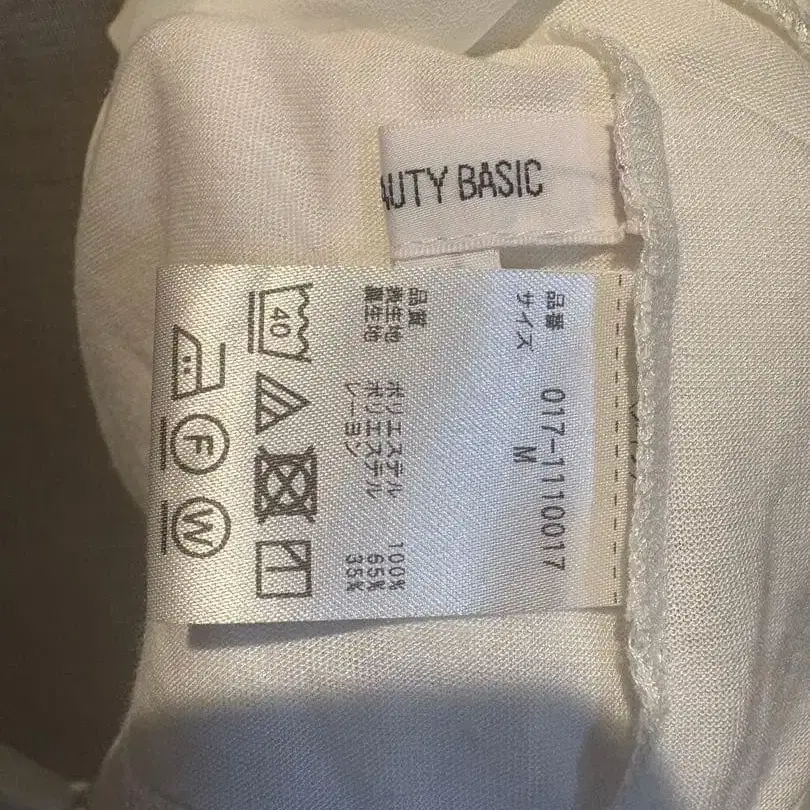 AUTY BASIC
品番 017-1110017
サイズ M
品質
表生地 ポリエステル 100%
裏生地 ポリエステル 65%
レーヨン 35%
40
F
W